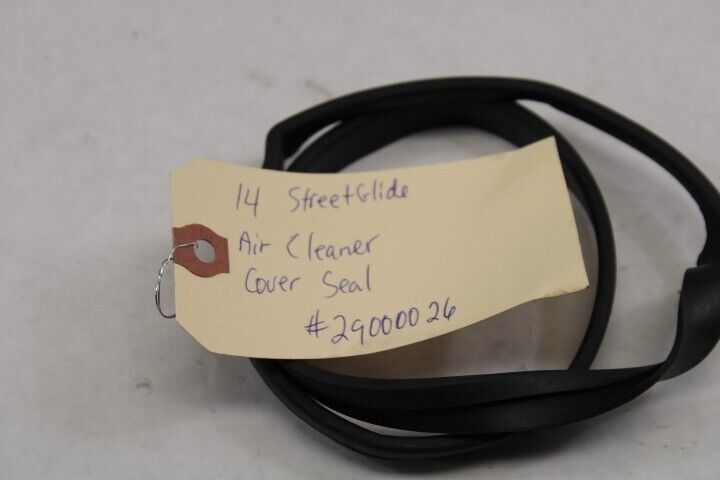 14 StreetGlide
Air Cleaner
Cover Seal
#29000026